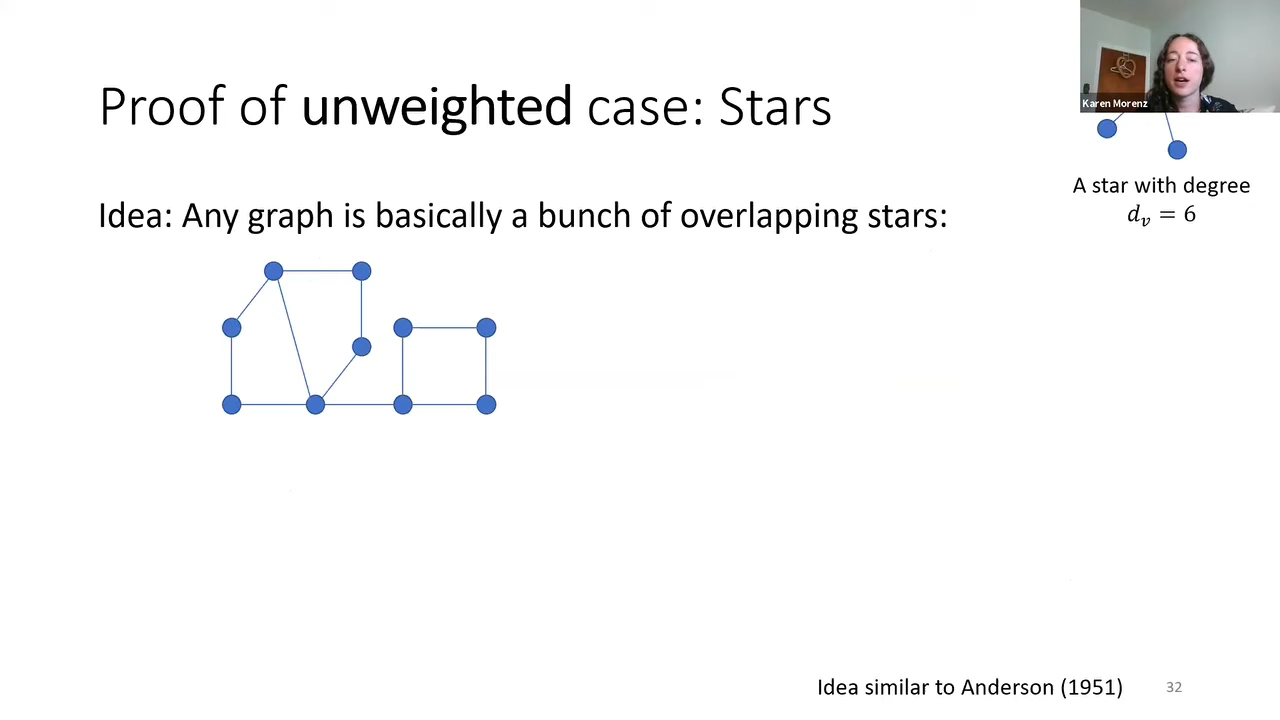 Karen Morenz
Proof of unweighted case: Stars
A star with degree
d_v = 6
Idea: Any graph is basically a bunch of overlapping stars:
Idea similar to Anderson (1951)
32